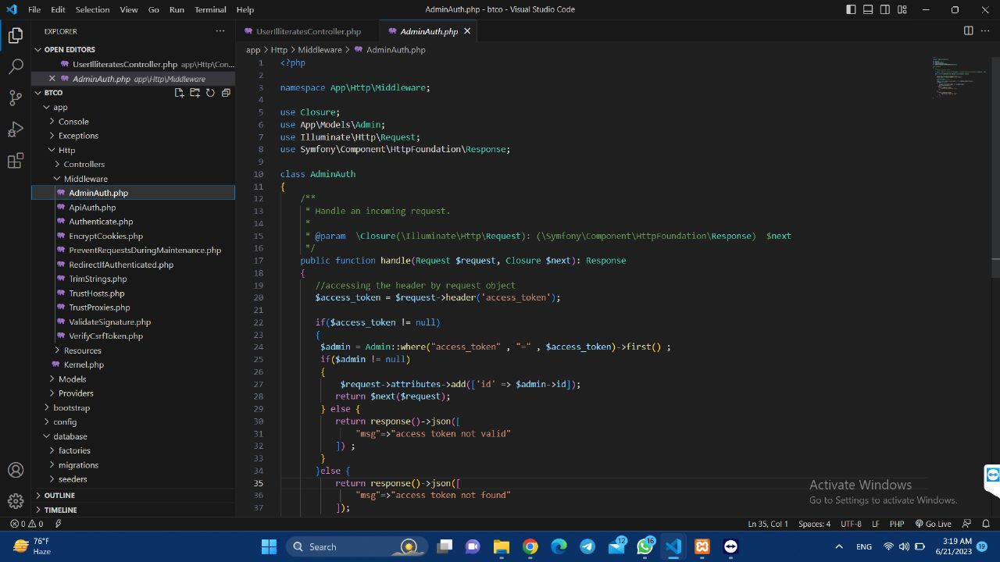 File Edit Selection View Go Run Terminal Help
AdminAuth.php - btco - Visual Studio Code
EXPLORER
OPEN EDITORS
UserIlliteratesController.php app\Http\Con...
AdminAuth.php app\Http\Middleware
BTCO
app
Console
Exceptions
Http
Controllers
Middleware
AdminAuth.php
ApiAuth.php
Authenticate.php
EncryptCookies.php
PreventRequestsDuringMaintenance.php
RedirectIfAuthenticated.php
TrimStrings.php
TrustHosts.php
TrustProxies.php
ValidateSignature.php
VerifyCsrfToken.php
Resources
Kernel.php
Models
Providers
bootstrap
config
database
factories
migrations
seeders
OUTLINE
TIMELINE
UserIlliteratesController.php AdminAuth.php
app > Http > Middleware > AdminAuth.php
1 <?php
2
3 namespace App\Http\Middleware;
4
5 use Closure;
6 use App\Models\Admin;
7 use Illuminate\Http\Request;
8 use Symfony\Component\HttpFoundation\Response;
9
10 class AdminAuth
11 {
12 /**
13 * Handle an incoming request.
14 *
15 * @param \Closure(\Illuminate\Http\Request): (\Symfony\Component\HttpFoundation\Response) $next
16 */
17 public function handle(Request $request, Closure $next): Response
18 {
19 //accessing the header by request object
20 $access_token = $request->header('access_token');
21
22 if($access_token != null)
23 {
24 $admin = Admin::where("access_token" , "=" , $access_token)->first() ;
25 if($admin != null)
26 {
27 $request->attributes->add(['id' => $admin->id]);
28 return $next($request);
29 } else {
30 return response()->json([
31 "msg"=>"access token not valid"
32 ]) ;
33 }
34 }else {
35 return response()->json([
36 "msg"=>"access token not found"
37 ]);
Activate Windows
Go to Settings to activate Windows.
0 0
Ln 35, Col 1 Spaces: 4 UTF-8 LF PHP Go Live
76°F
Haze
Search
12
16
ENG
3:19 AM
6/21/2023
19